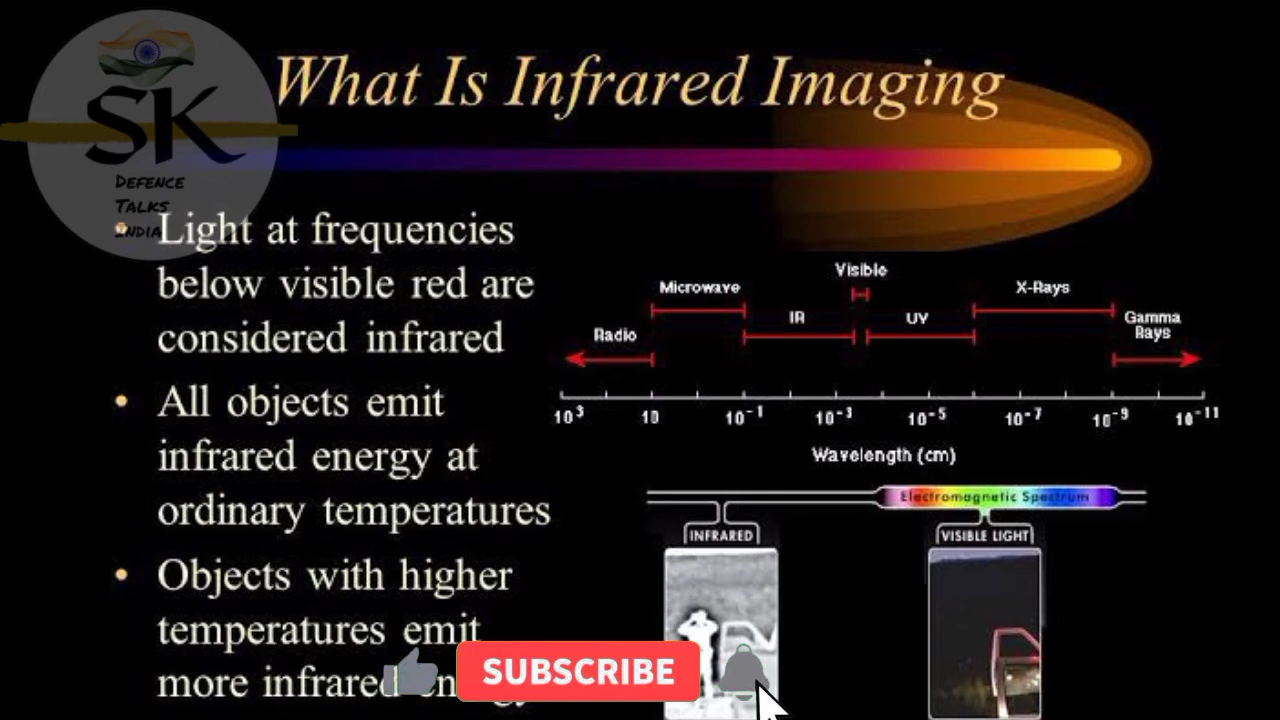 What Is Infrared Imaging
SK
DEFENCE
TALKS
INDIA
• Light at frequencies
below visible red are
considered infrared
• All objects emit
infrared energy at
ordinary temperatures
• Objects with higher
temperatures emit
more infrared
Visible
Microwave
X-Rays
IR
UV
Gamma
Rays
Radio
10³ 10 10⁻¹ 10⁻³ 10⁻⁵ 10⁻⁷ 10⁻⁹ 10⁻¹¹
Wavelength (cm)
Electromagnetic Spectrum
INFRARED
VISIBLE LIGHT
SUBSCRIBE